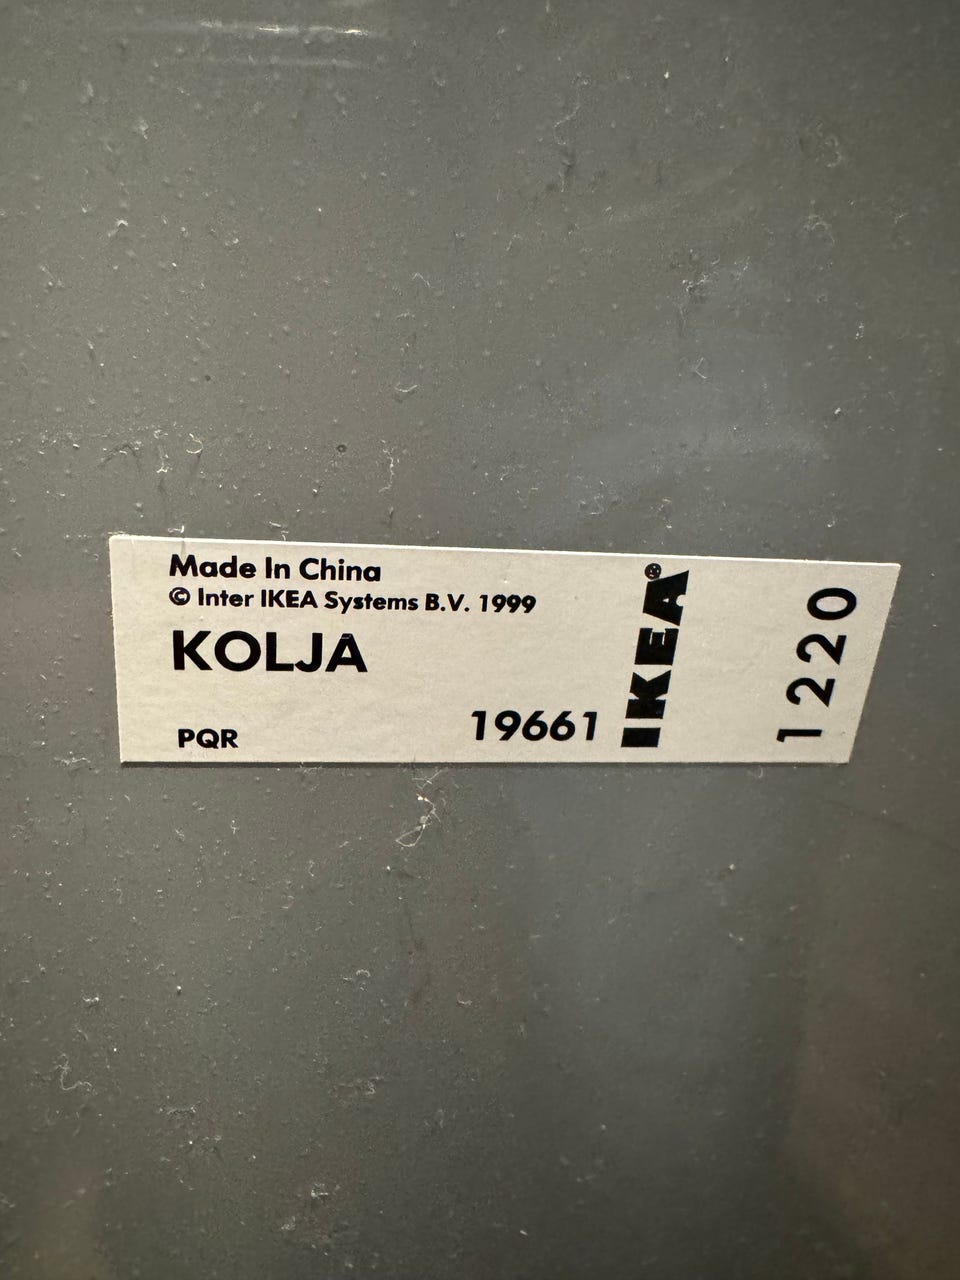 Made In China
© Inter IKEA Systems B.V. 1999
KOLJA
PQR
19661
IKEA®
1220